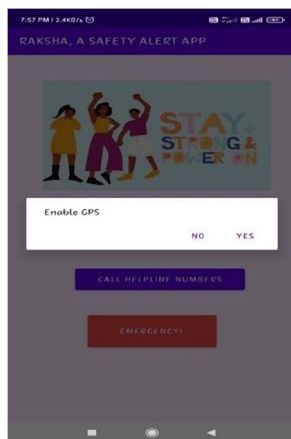 7:57 PM | 2.4KB/s
RAKSHA, A SAFETY ALERT APP
STAY
STRONG &
POWER ON
Enable GPS
NO YES
CALL HELPLINE NUMBERS
EMERGENCY!